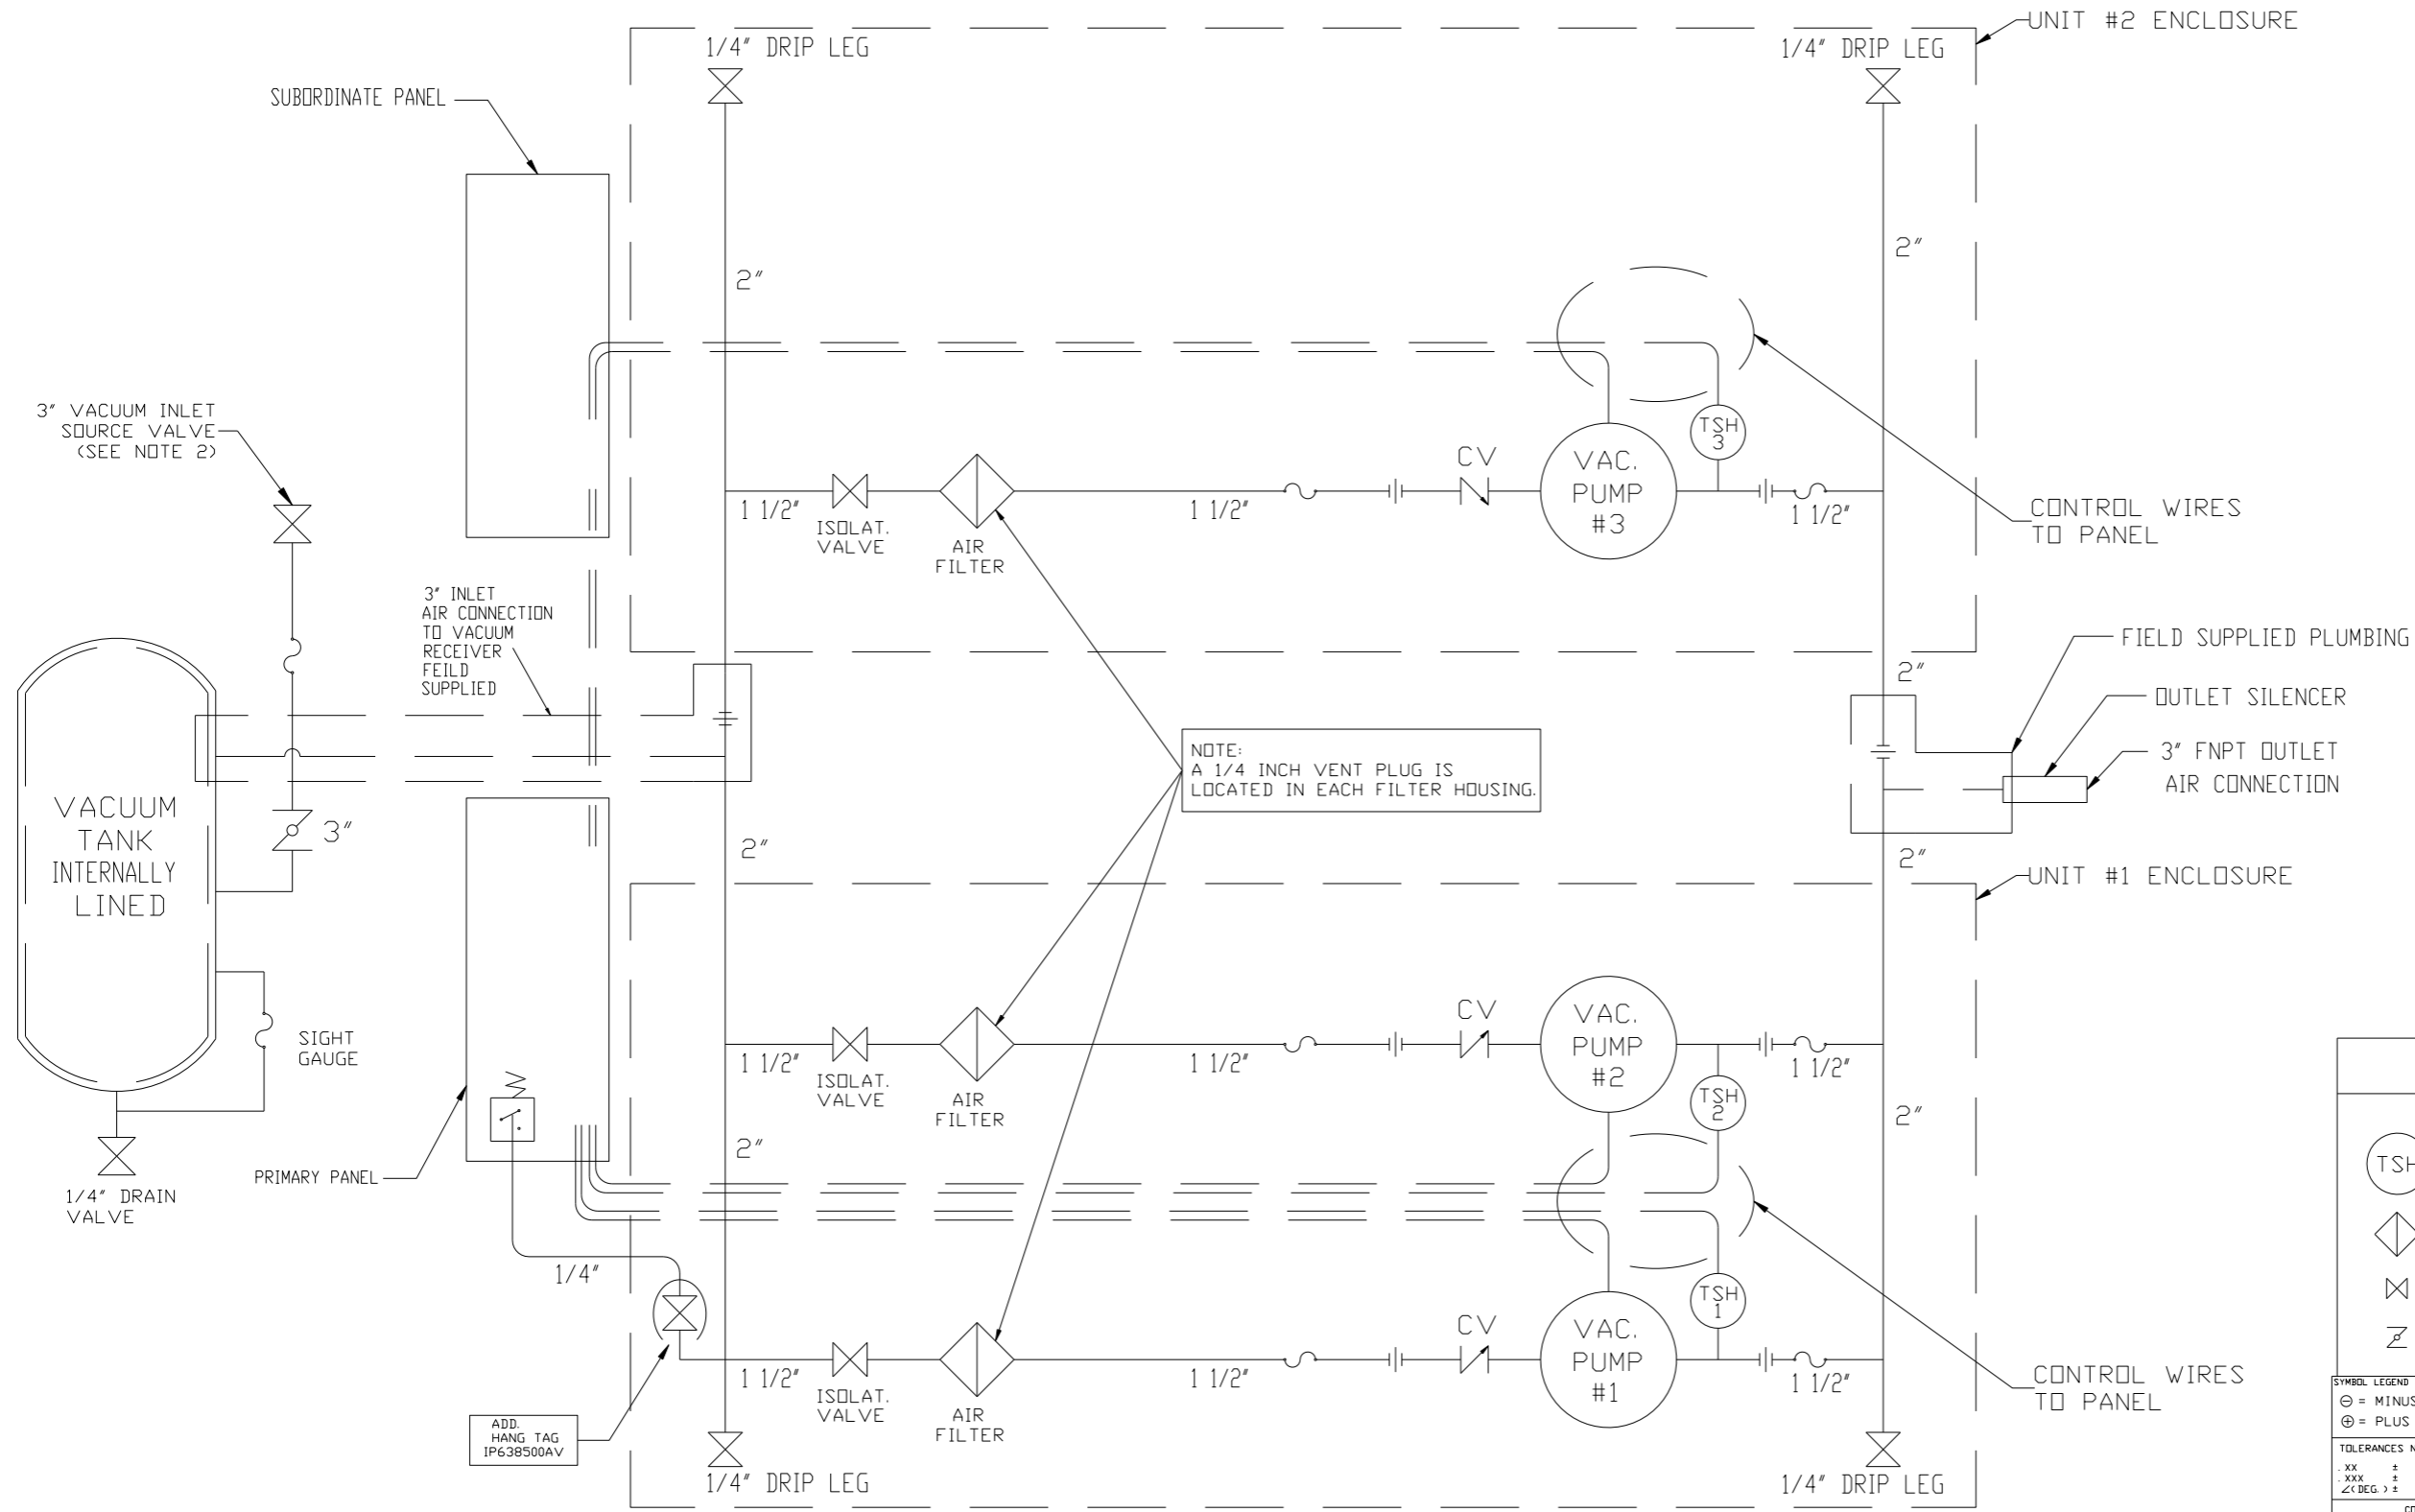 UNIT #2 ENCLOSURE
1/4" DRIP LEG
1/4" DRIP LEG
SUBORDINATE PANEL
2"
2"
3" VACUUM INLET
SOURCE VALVE
(SEE NOTE 2)
TSH
3
CV
VAC.
PUMP
#3
1 1/2"
ISOLAT.
VALVE
AIR
FILTER
1 1/2"
1 1/2"
CONTROL WIRES
TO PANEL
3" INLET
AIR CONNECTION
TO VACUUM
RECEIVER
FEILD
SUPPLIED
FIELD SUPPLIED PLUMBING
2"
OUTLET SILENCER
3" FNPT OUTLET
AIR CONNECTION
NOTE:
A 1/4 INCH VENT PLUG IS
LOCATED IN EACH FILTER HOUSING.
VACUUM
TANK
INTERNALLY
LINED
3"
2"
2"
UNIT #1 ENCLOSURE
CV
VAC.
PUMP
#2
1 1/2"
ISOLAT.
VALVE
AIR
FILTER
1 1/2"
1 1/2"
TSH
2
SIGHT
GAUGE
2"
2"
PRIMARY PANEL
1/4" DRAIN
VALVE
1/4"
TSH
1
CV
VAC.
PUMP
#1
1 1/2"
ISOLAT.
VALVE
AIR
FILTER
1 1/2"
1 1/2"
CONTROL WIRES
TO PANEL
ADD.
HANG TAG
IP638500AV
1/4" DRIP LEG
1/4" DRIP LEG
SYMBOL LEGEND
⊖ = MINUS
⊕ = PLUS
TOLERANCES
.XX ±
.XXX ±
∠(DEG.) ±